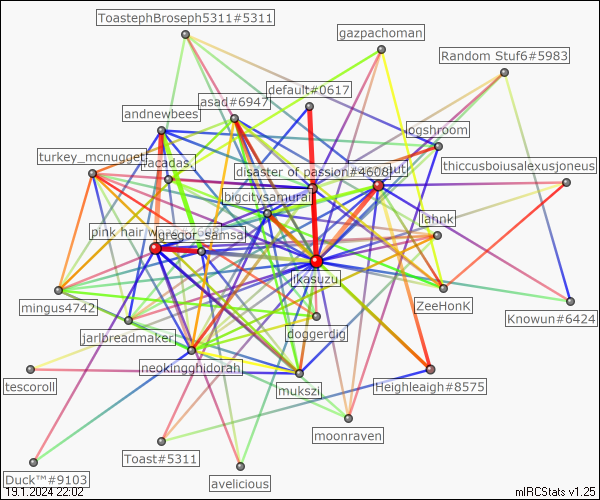 ToastephBroseph5311#5311
gazpachoman
Random Stuf6#5983
default#0617
asad#6947
andnewbees
ogshroom
turkey_mcnugget
facadas.
disaster of passion#4608
thiccusboiusalexusjoneus
bigcitysamurai
lahnk
pink hair
gregor_samsa
ikasuzu
mingus4742
ZeeHonK
Knowun#6424
jarlbreadmaker
doggerdig
neokingghidorah
tescoroll
mukszi
Heighleaigh#8575
moonraven
Toast#5311
Duck™#9103
avelicious
19.1.2024 22:02
mIRCStats v1.25